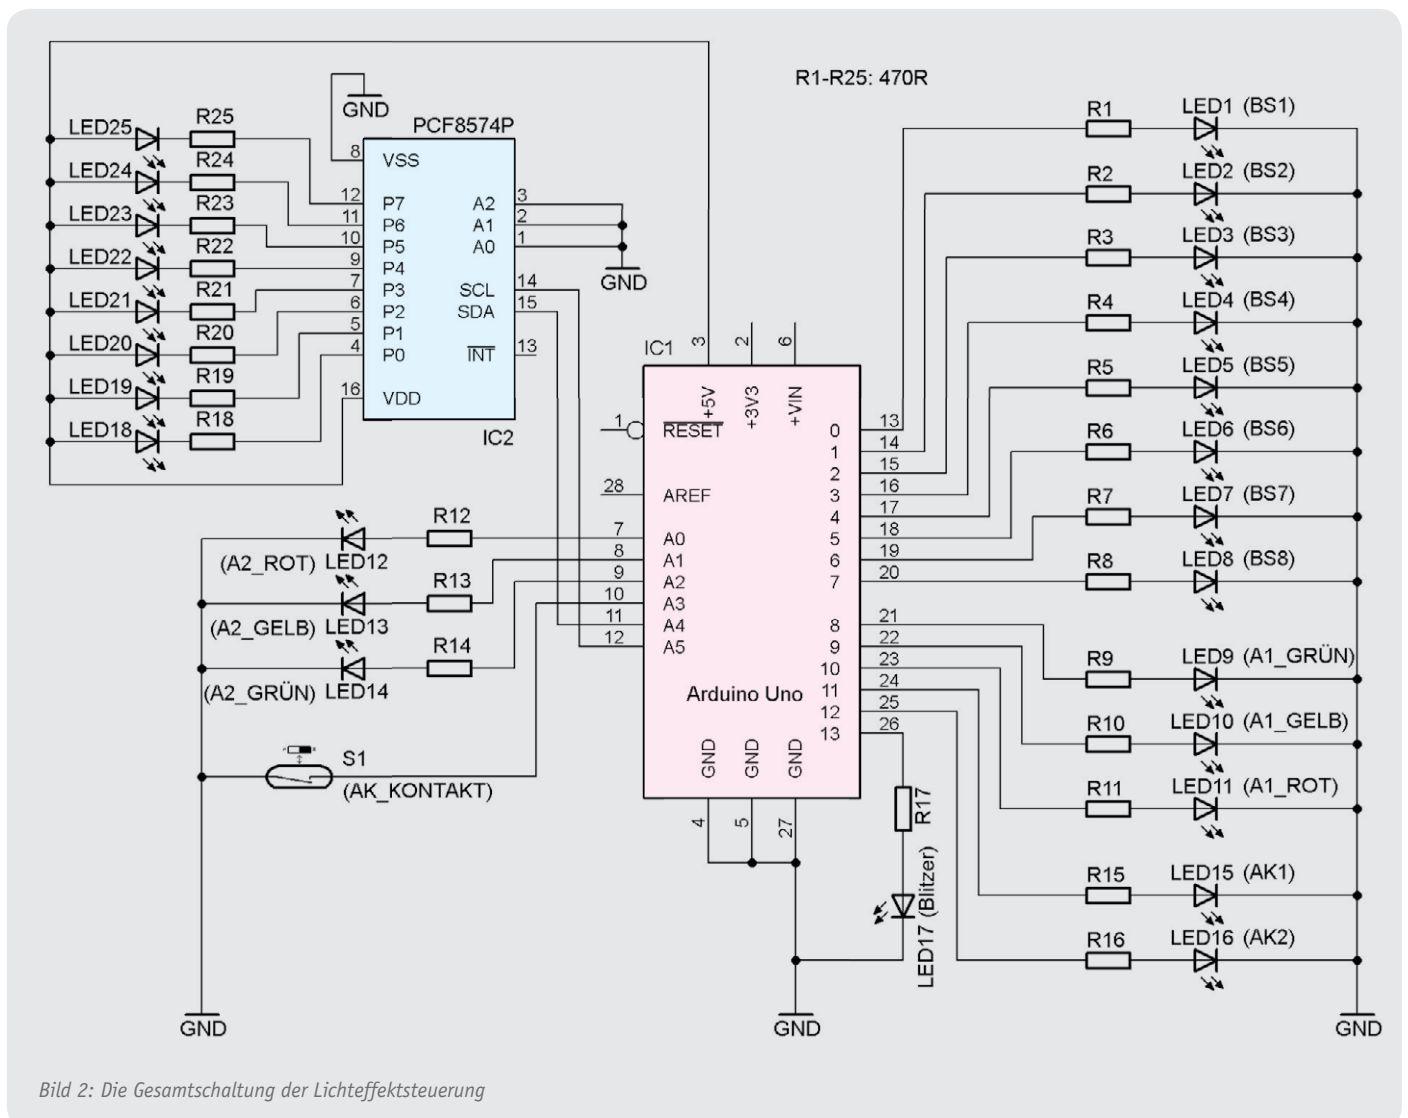 R1-R25: 470R
GND
PCF8574P
LED25 R25
LED24 R24
LED23 R23
LED22 R22
LED21 R21
LED20 R20
LED19 R19
LED18 R18
8 VSS
12 P7
11 P6
10 P5
9 P4
7 P3
6 P2
5 P1
4 P0
16 VDD
A2 3
A1 2
A0 1
SCL 14
SDA 15
INT 13
IC2
GND
IC1
3 +5V
2 +3V3
6 +VIN
1 RESET
28 AREF
7 A0
8 A1
9 A2
10 A3
11 A4
12 A5
Arduino Uno
0 13
1 14
2 15
3 16
4 17
5 18
6 19
7 20
8 21
9 22
10 23
11 24
12 25
13 26
GND 4
GND 5
GND 27
R12
(A2_ROT) LED12
R13
(A2_GELB) LED13
R14
(A2_GRÜN) LED14
S1
(AK_KONTAKT)
GND
R17
LED17 (Blitzer)
GND
R1 LED1 (BS1)
R2 LED2 (BS2)
R3 LED3 (BS3)
R4 LED4 (BS4)
R5 LED5 (BS5)
R6 LED6 (BS6)
R7 LED7 (BS7)
R8 LED8 (BS8)
R9 LED9 (A1_GRÜN)
R10 LED10 (A1_GELB)
R11 LED11 (A1_ROT)
R15 LED15 (AK1)
R16 LED16 (AK2)
GND
Bild 2: Die Gesamtschaltung der Lichteffektsteuerung